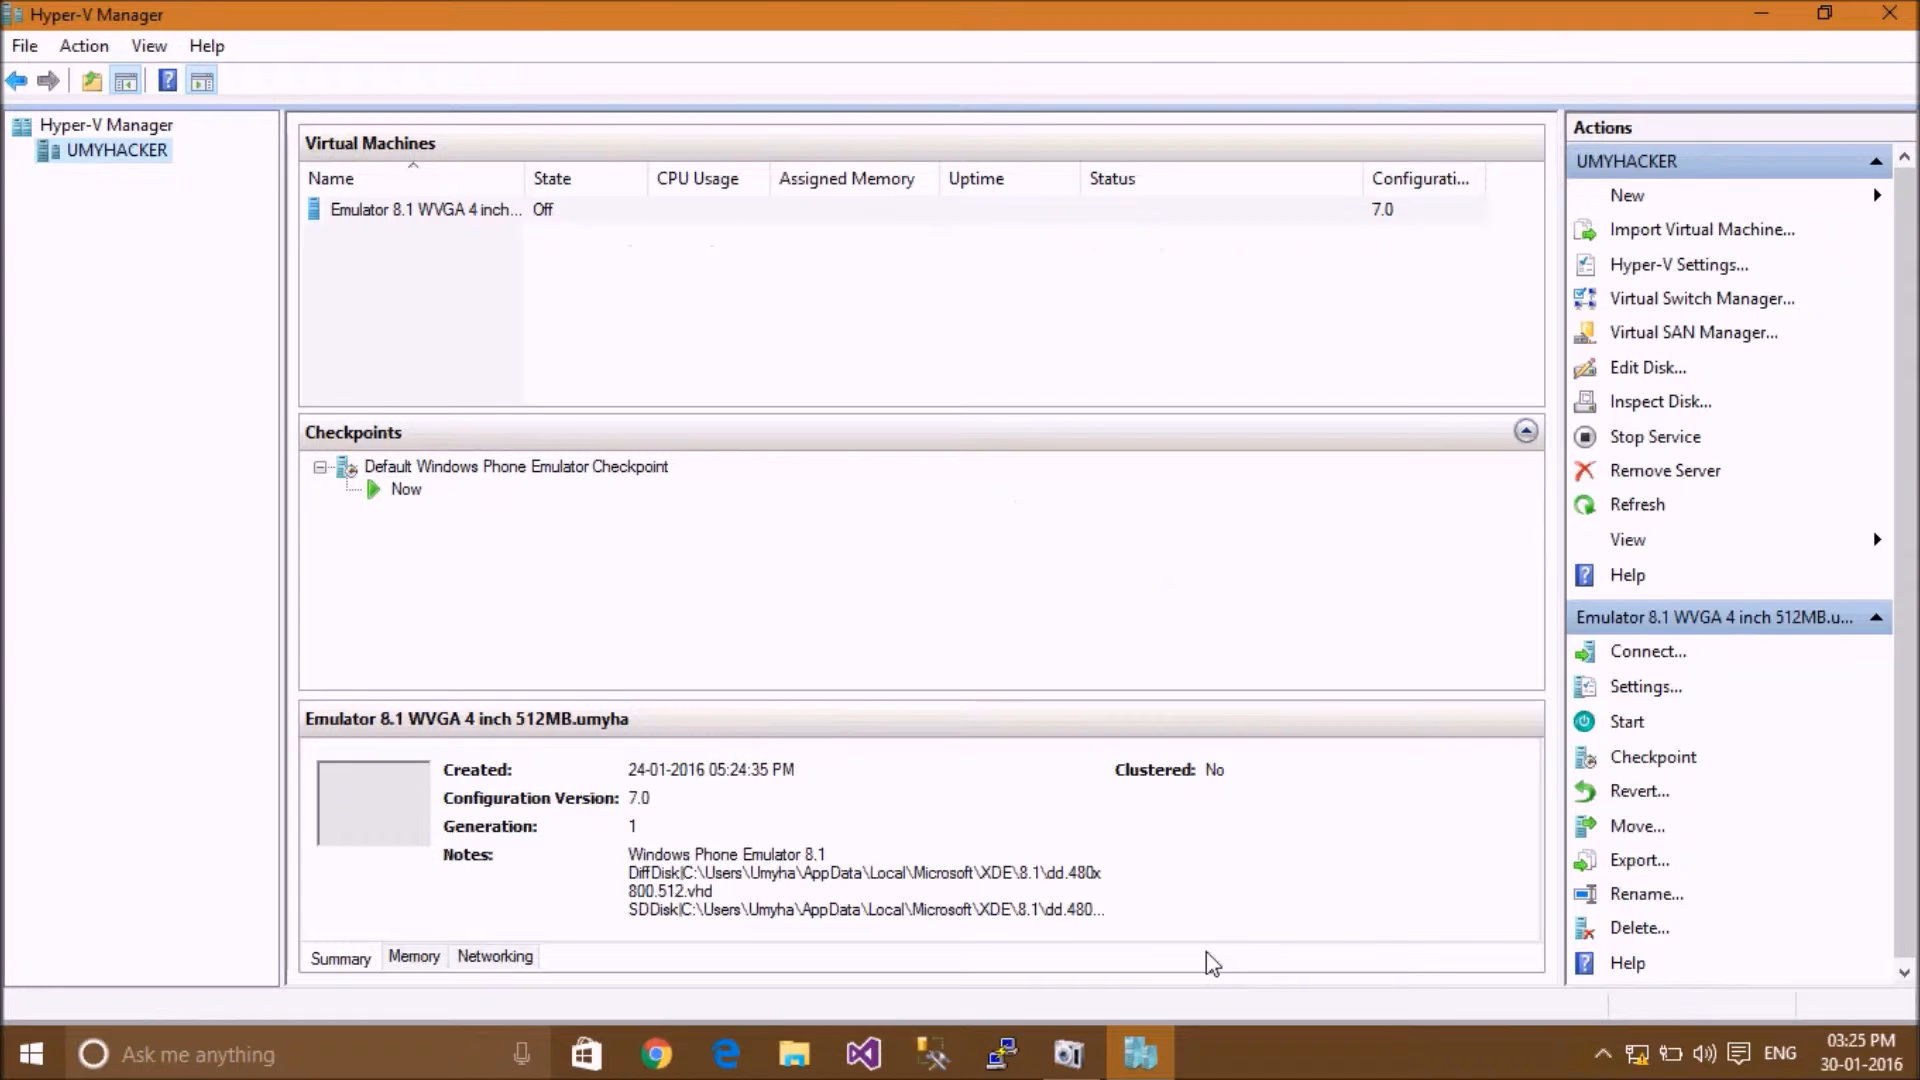 Hyper-V Manager
File Action View Help
Hyper-V Manager
UMYHACKER
Virtual Machines
Name State CPU Usage Assigned Memory Uptime Status Configurati...
Emulator 8.1 WVGA 4 inch... Off 7.0
Checkpoints
Default Windows Phone Emulator Checkpoint
Now
Emulator 8.1 WVGA 4 inch 512MB.umyha
Created: 24-01-2016 05:24:35 PM Clustered: No
Configuration Version: 7.0
Generation: 1
Notes: Windows Phone Emulator 8.1
DiffDisk|C:\Users\Umyha\AppData\Local\Microsoft\XDE\8.1\dd.480x
800.512.vhd
SDDisk|C:\Users\Umyha\AppData\Local\Microsoft\XDE\8.1\dd.480...
Summary Memory Networking
Actions
UMYHACKER
New
Import Virtual Machine...
Hyper-V Settings...
Virtual Switch Manager...
Virtual SAN Manager...
Edit Disk...
Inspect Disk...
Stop Service
Remove Server
Refresh
View
Help
Emulator 8.1 WVGA 4 inch 512MB.u...
Connect...
Settings...
Start
Checkpoint
Revert...
Move...
Export...
Rename...
Delete...
Help
Ask me anything
ENG
03:25 PM
30-01-2016